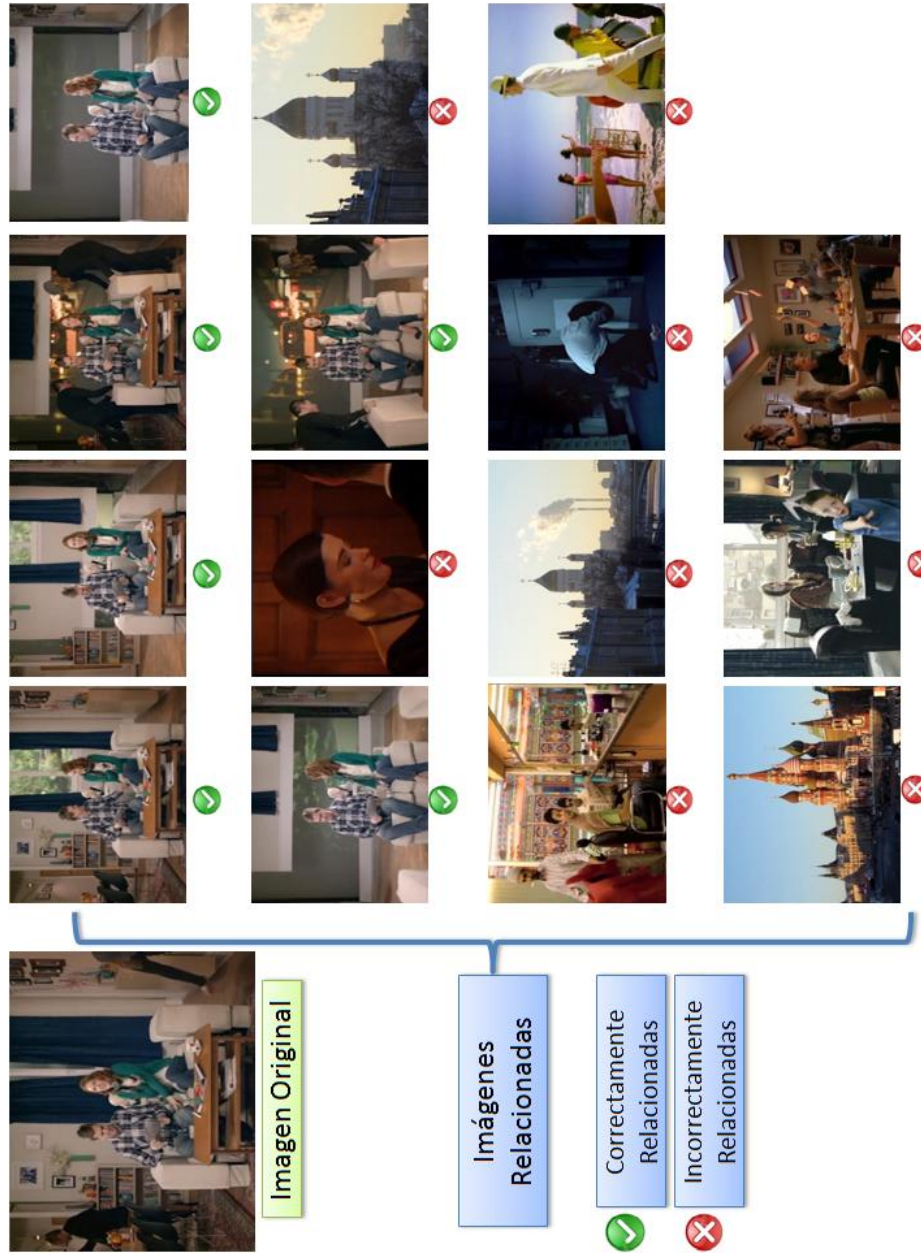 Imagen Original
Imágenes
Relacionadas
Correctamente
Relacionadas
Incorrectamente
Relacionadas